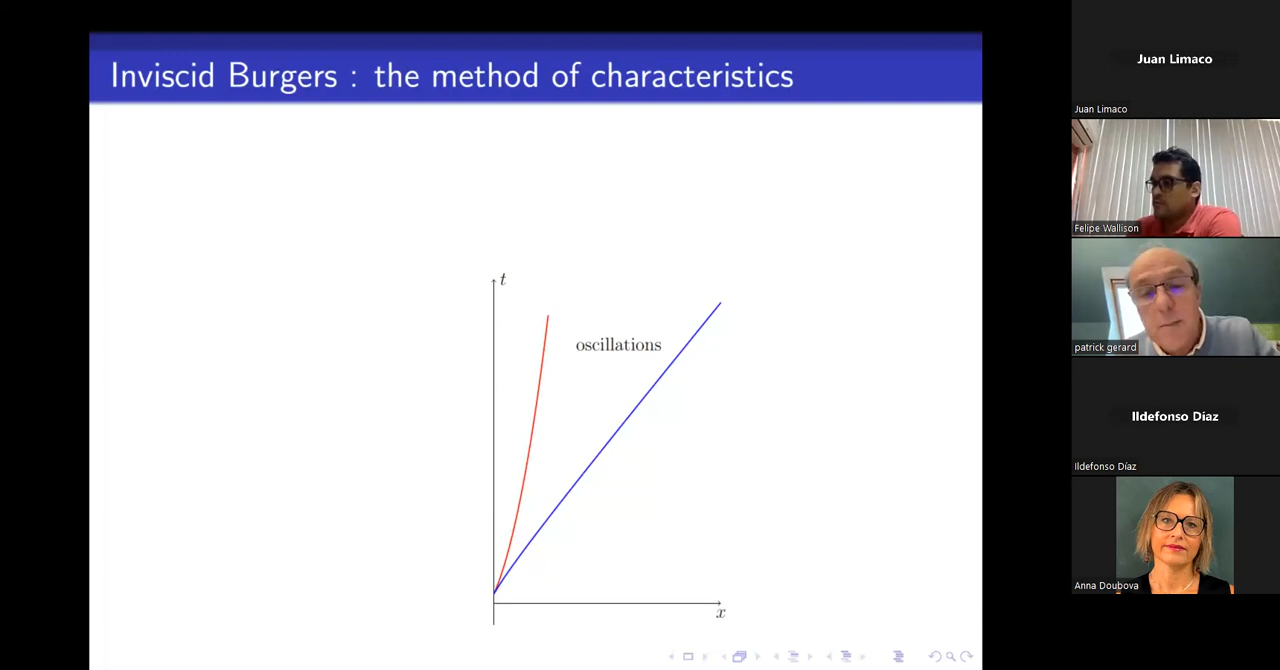 Inviscid Burgers : the method of characteristics
t
oscillations
x
Juan Limaco
Juan Limaco
Felipe Wallison
patrick gerard
Ildefonso Díaz
Ildefonso Díaz
Anna Doubova